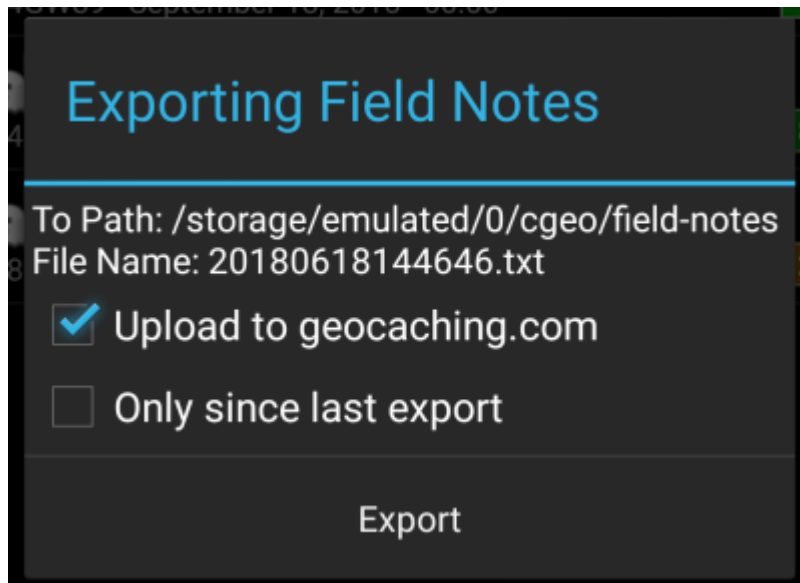 Exporting Field Notes
To Path: /storage/emulated/0/cgeo/field-notes
File Name: 20180618144646.txt
Upload to geocaching.com
Only since last export
Export